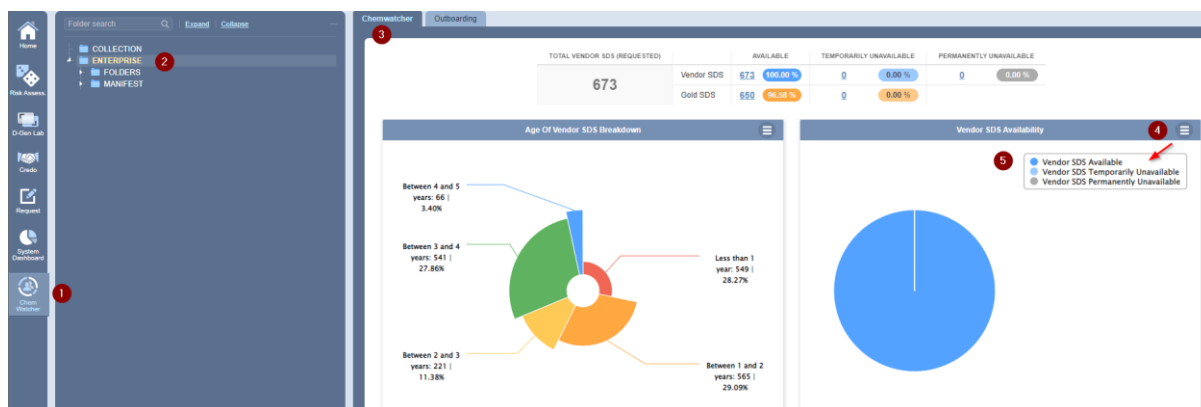 Home
Risk Assess.
D-Gen Lab
Credo
Request
System
Dashboard
Chem
Watcher
1
Folder search
Expand
Collapse
COLLECTION
ENTERPRISE
2
FOLDERS
MANIFEST
Chemwatcher
Outboarding
3
TOTAL VENDOR SDS (REQUESTED)
AVAILABLE
TEMPORARILY UNAVAILABLE
PERMANENTLY UNAVAILABLE
673
Vendor SDS 673 100.00 % 0 0.00 % 0 0.00 %
Gold SDS 650 96.58 % 0 0.00 %
Age Of Vendor SDS Breakdown
Between 4 and 5
years: 66 |
3.40%
Between 3 and 4
years: 541 |
27.86%
Less than 1
year: 549 |
28.27%
Between 2 and 3
years: 221 |
11.38%
Between 1 and 2
years: 565 |
29.09%
Vendor SDS Availability
4
5
Vendor SDS Available
Vendor SDS Temporarily Unavailable
Vendor SDS Permanently Unavailable